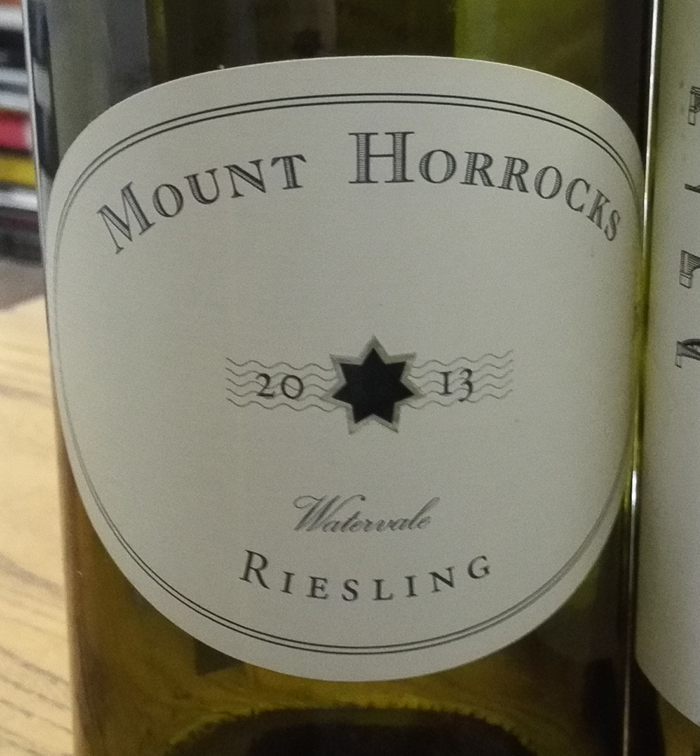 MOUNT HORROCKS
20 13
Watervale
RIESLING